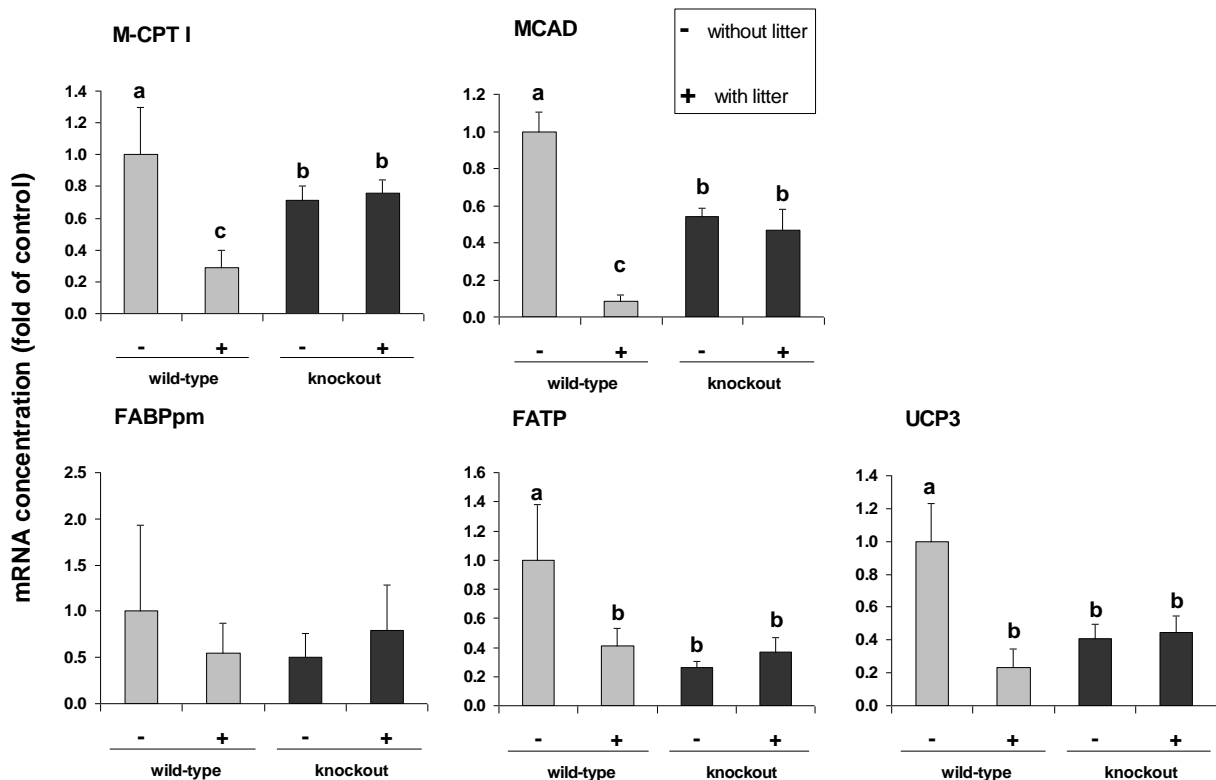 M-CPT I
MCAD
- without litter
+ with litter
mRNA concentration (fold of control)
1.4
1.2
1.0
0.8
0.6
0.4
0.2
0.0
a
c
b
b
- + - +
wild-type knockout
1.2
1.0
0.8
0.6
0.4
0.2
0.0
a
c
b
b
- + - +
wild-type knockout
FABPpm
2.5
2.0
1.5
1.0
0.5
0.0
- + - +
wild-type knockout
FATP
1.6
1.4
1.2
1.0
0.8
0.6
0.4
0.2
0.0
a
b
b
b
- + - +
wild-type knockout
UCP3
1.4
1.2
1.0
0.8
0.6
0.4
0.2
0.0
a
b
b
b
- + - +
wild-type knockout